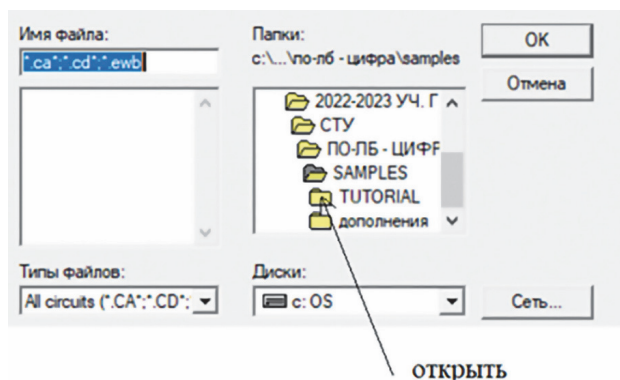 Имя файла:
*.ca*;*.cd*;*.ewb
Папки:
c:\...\по-лб - цифра\samples
OK
Отмена
2022-2023 УЧ. Г
СТУ
ПО-ЛБ - ЦИФР
SAMPLES
TUTORIAL
дополнения
Типы файлов:
All circuits (*.CA*;*.CD*;
Диски:
c: OS
Сеть...
открыть